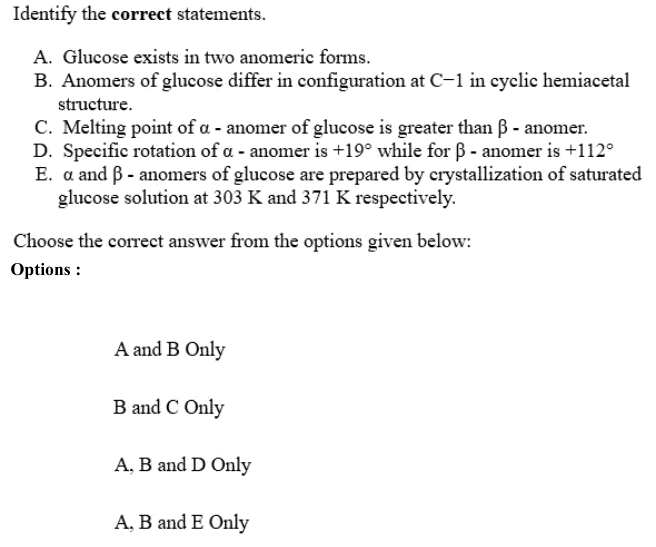 Identify the correct statements.
A. Glucose exists in two anomeric forms.
B. Anomers of glucose differ in configuration at C−1 in cyclic hemiacetal
structure.
C. Melting point of α - anomer of glucose is greater than β - anomer.
D. Specific rotation of α - anomer is +19° while for β - anomer is +112°
E. α and β - anomers of glucose are prepared by crystallization of saturated
glucose solution at 303 K and 371 K respectively.
Choose the correct answer from the options given below:
Options :
A and B Only
B and C Only
A, B and D Only
A, B and E Only